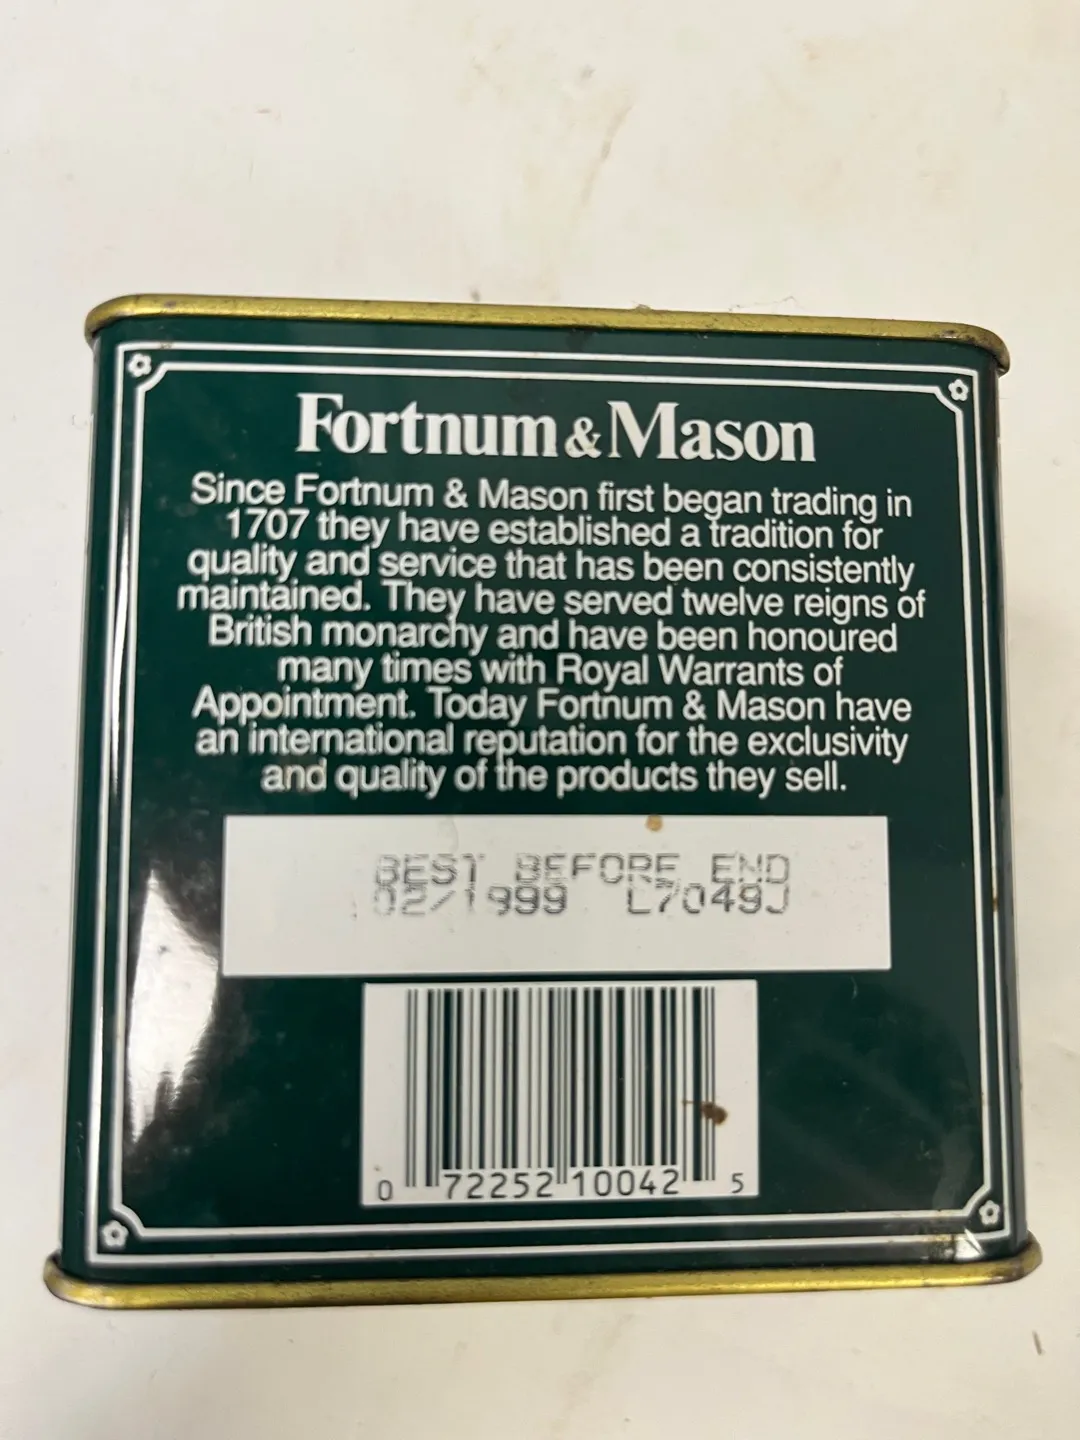 Fortnum & Mason
Since Fortnum & Mason first began trading in
1707 they have established a tradition for
quality and service that has been consistently
maintained. They have served twelve reigns of
British monarchy and have been honoured
many times with Royal Warrants of
Appointment. Today Fortnum & Mason have
an international reputation for the exclusivity
and quality of the products they sell.
BEST BEFORE END
02/1999 L7049J
0 72252 10042 5